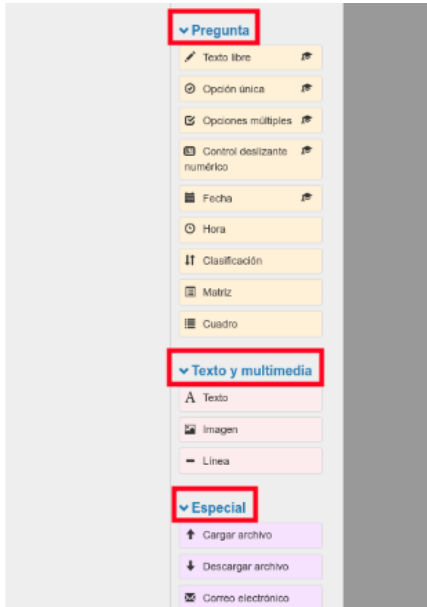 Pregunta
Texto libre
Opción única
Opciones múltiples
Control deslizante
numérico
Fecha
Hora
Clasificación
Matriz
Cuadro
Texto y multimedia
A Texto
Imagen
Línea
Especial
Cargar archivo
Descargar archivo
Correo electrónico